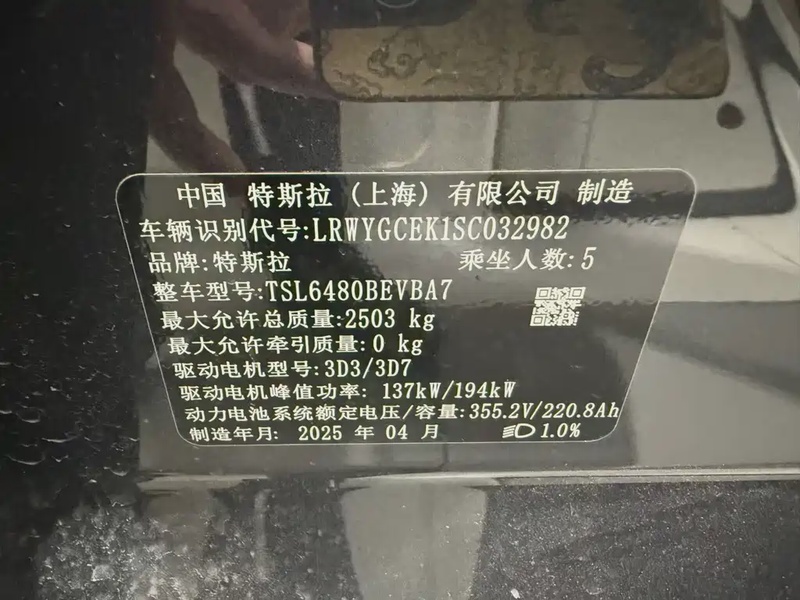 中国 特斯拉（上海）有限公司 制造
车辆识别代号:LRWYGCEK1SC032982
品牌:特斯拉 乘坐人数:5
整车型号:TSL6480BEVBA7
最大允许总质量:2503 kg
最大允许牵引质量: 0 kg
驱动电机型号: 3D3/3D7
驱动电机峰值功率: 137kW/194kW
动力电池系统额定电压/容量:355.2V/220.8Ah
制造年月: 2025 年 04 月 1.0%